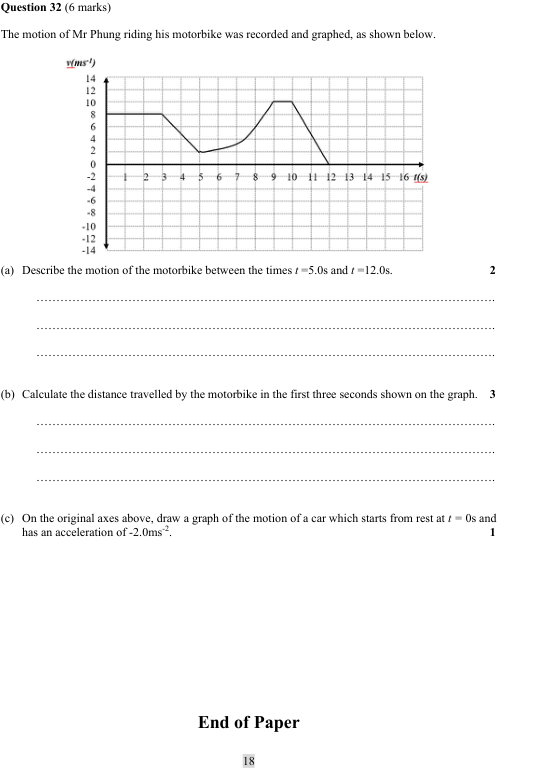 Question 32 (6 marks)
The motion of Mr Phung riding his motorbike was recorded and graphed, as shown below.
v(ms⁻¹)
14
12
10
8
6
4
2
0
-2
-4
-6
-8
-10
-12
-14
1 2 3 4 5 6 7 8 9 10 11 12 13 14 15 16 t(s)
(a) Describe the motion of the motorbike between the times t =5.0s and t =12.0s. 2
(b) Calculate the distance travelled by the motorbike in the first three seconds shown on the graph. 3
(c) On the original axes above, draw a graph of the motion of a car which starts from rest at t = 0s and
has an acceleration of -2.0ms⁻². 1
End of Paper
18